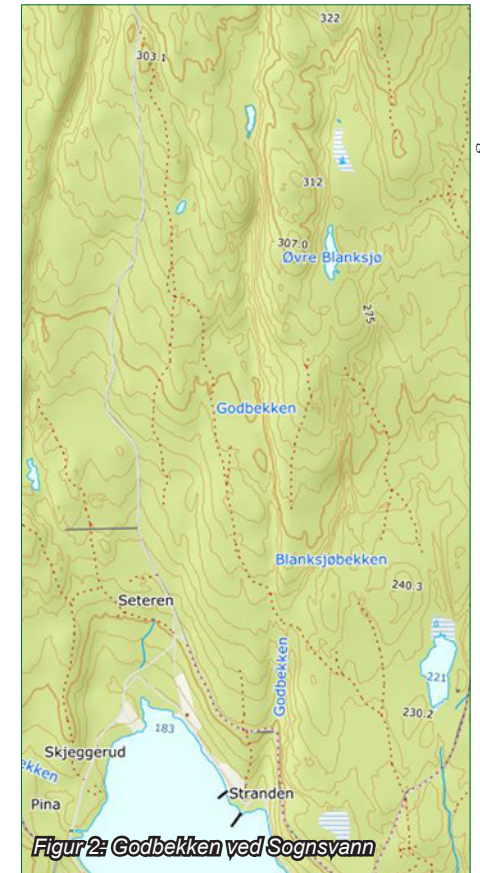 322
303.1
8
312
307.0
Øvre Blanksjø
275
Godbekken
Blanksjøbekken
240.3
Seteren
Godbekken
221
230.2
183
Skjeggerud
ekken
Stranden
Pina
Figur 2: Godbekken ved Sognsvann